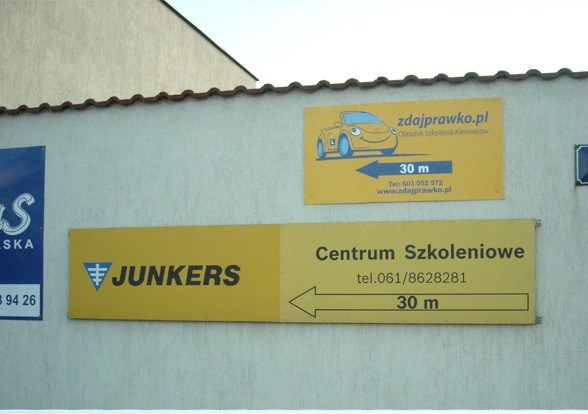 zdajprawko.pl
Ośrodek Szkolenia Kierowców
L
30 m
Tel: 603 052 572
www.zdajprawko.pl
JUNKERS
Centrum Szkoleniowe
tel.061/8628281
30 m
S
ASKA
94 26